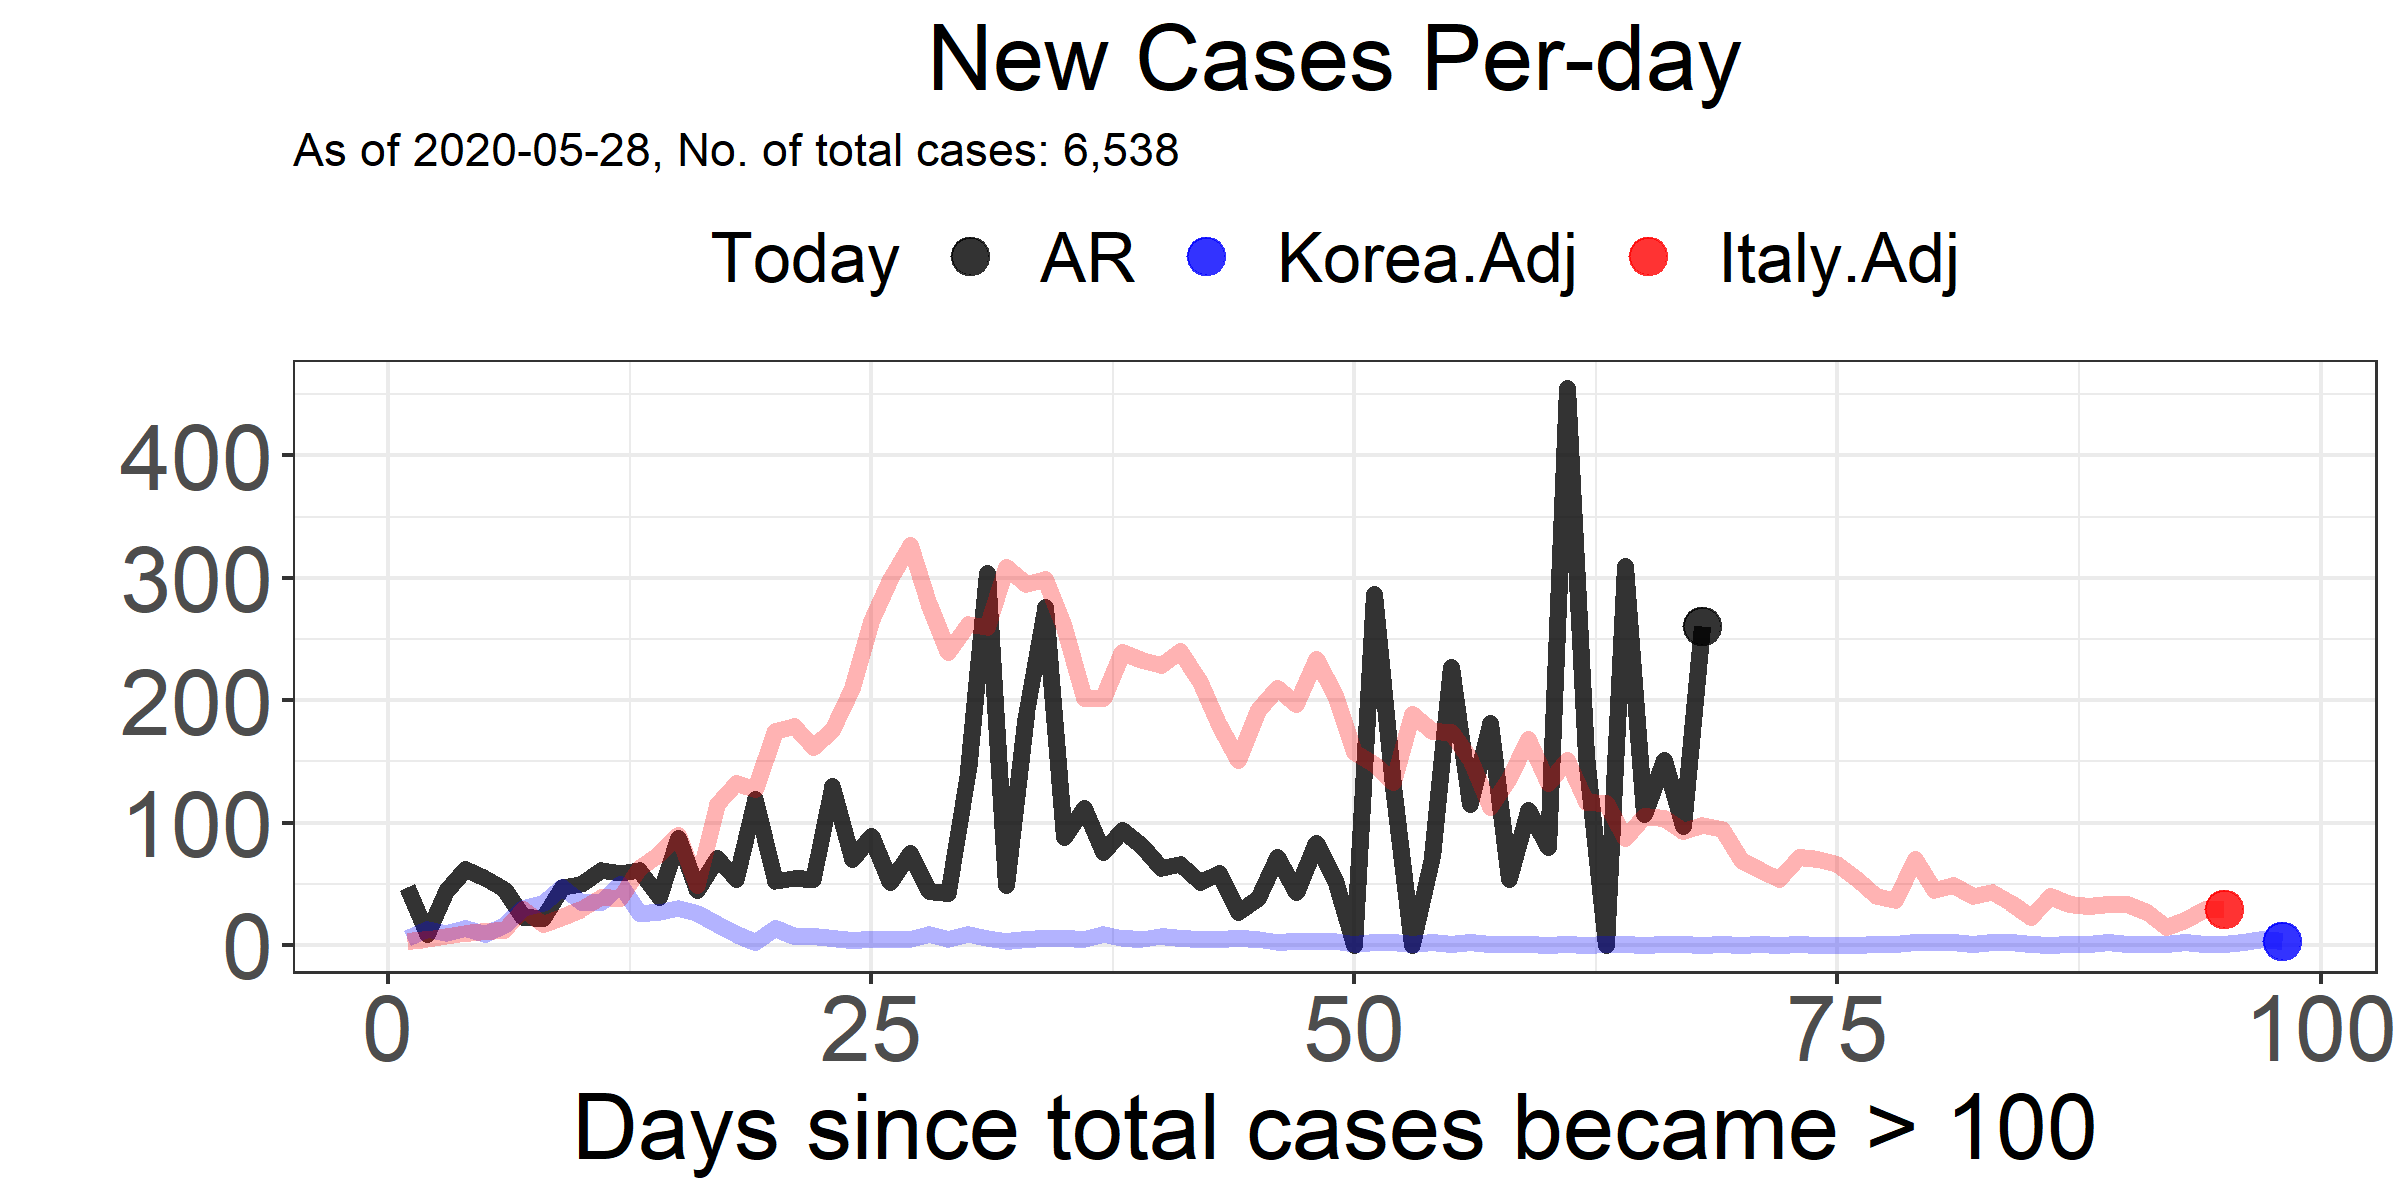 New Cases Per-day
As of 2020-05-28, No. of total cases: 6,538
Today AR Korea.Adj Italy.Adj
400
300
200
100
0
0 25 50 75 100
Days since total cases became > 100